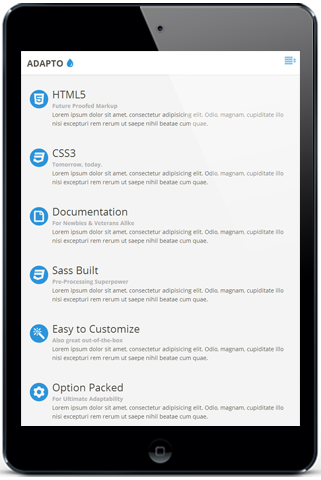 ADAPTO
HTML5
Future Proofed Markup
Lorem ipsum dolor sit amet, consectetur adipisicing elit. Odio, magnam, cupiditate illo
nisi excepturi rem rerum ut saepe nihil beatae cum quae.
CSS3
Tomorrow, today.
Lorem ipsum dolor sit amet, consectetur adipisicing elit. Odio, magnam, cupiditate illo
nisi excepturi rem rerum ut saepe nihil beatae cum quae.
Documentation
For Newbies & Veterans Alike
Lorem ipsum dolor sit amet, consectetur adipisicing elit. Odio, magnam, cupiditate illo
nisi excepturi rem rerum ut saepe nihil beatae cum quae.
Sass Built
Pre-Processing Superpower
Lorem ipsum dolor sit amet, consectetur adipisicing elit. Odio, magnam, cupiditate illo
nisi excepturi rem rerum ut saepe nihil beatae cum quae.
Easy to Customize
Also great out-of-the-box
Lorem ipsum dolor sit amet, consectetur adipisicing elit. Odio, magnam, cupiditate illo
nisi excepturi rem rerum ut saepe nihil beatae cum quae.
Option Packed
For Ultimate Adaptability
Lorem ipsum dolor sit amet, consectetur adipisicing elit. Odio, magnam, cupiditate illo
nisi excepturi rem rerum ut saepe nihil beatae cum quae.